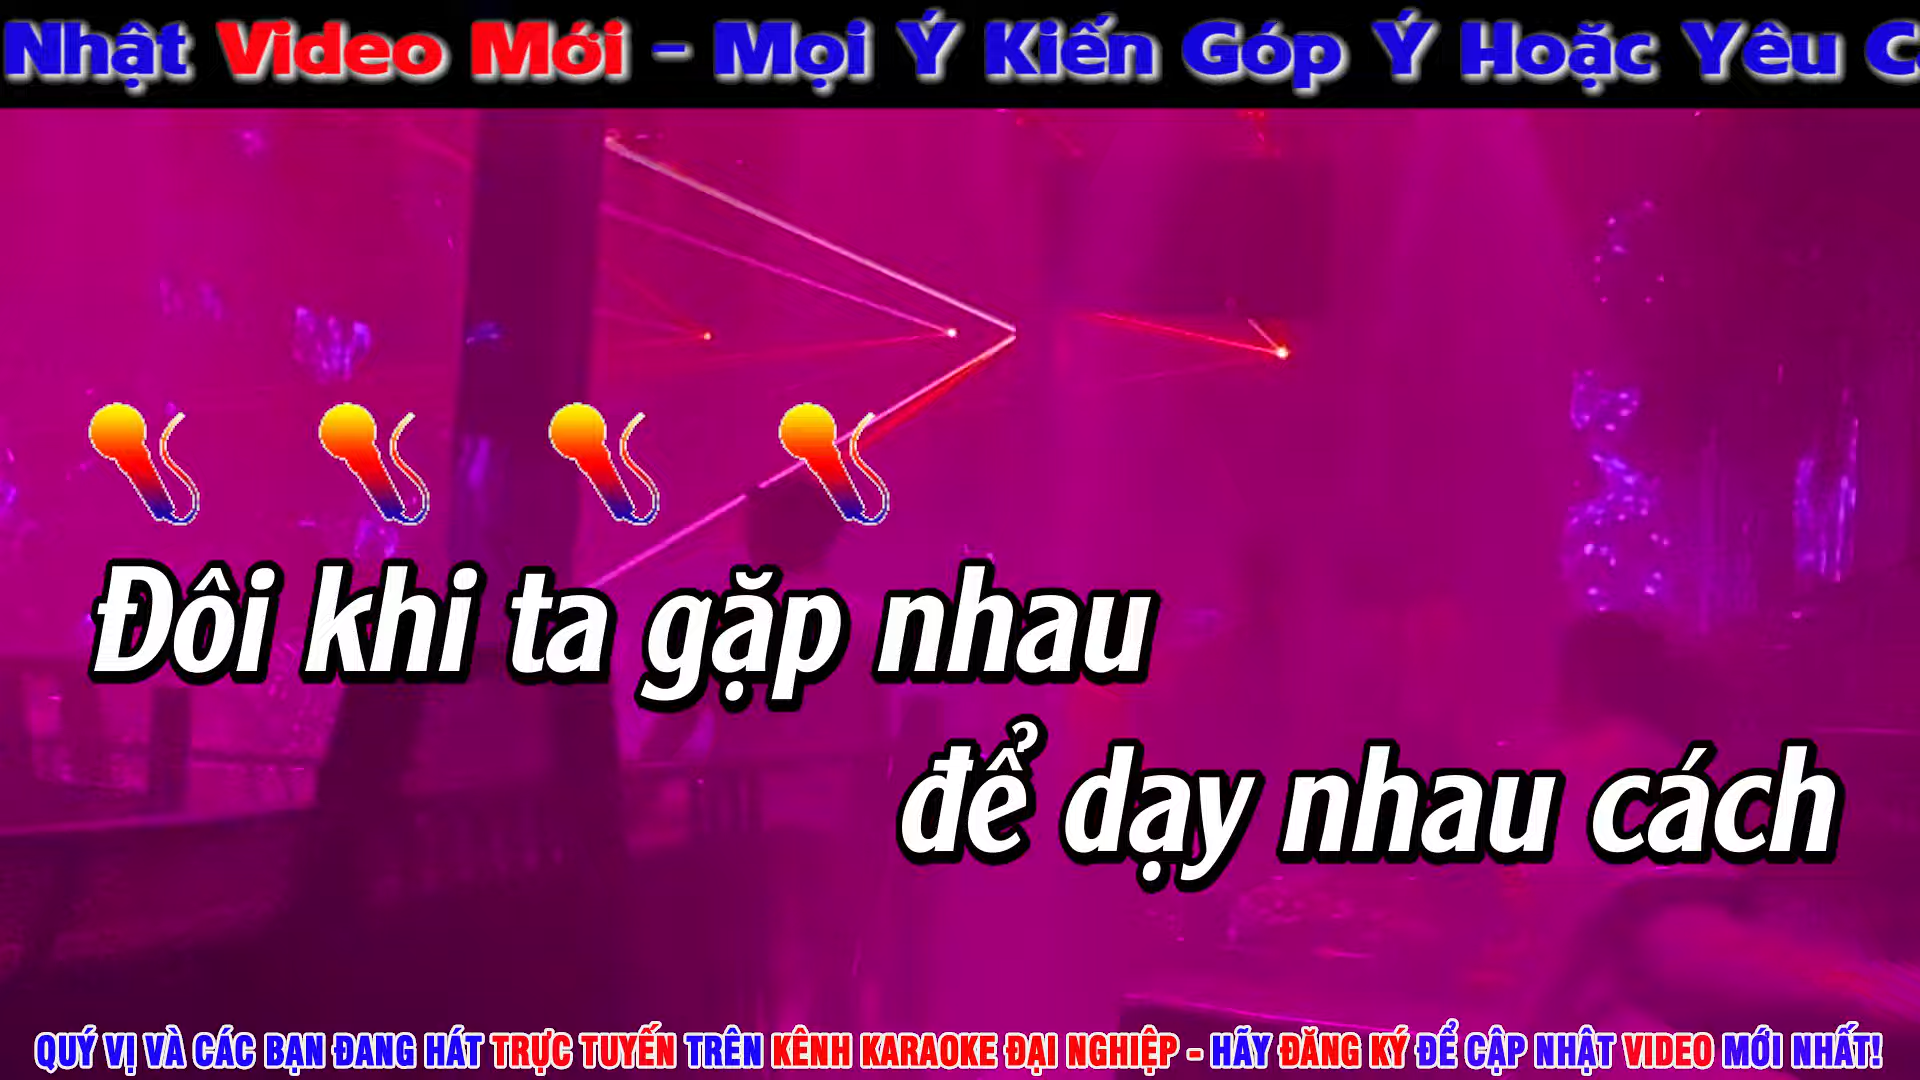 Nhật Video Mới - Mọi Ý Kiến Góp Ý Hoặc Yêu
Đôi khi ta gặp nhau
để dạy nhau cách
QUÝ VỊ VÀ CÁC BẠN ĐANG HÁT TRỰC TUYẾN TRÊN KÊNH KARAOKE ĐẠI NGHIỆP - HÃY ĐĂNG KÝ ĐỂ CẬP NHẬT VIDEO MỚI NHẤT!